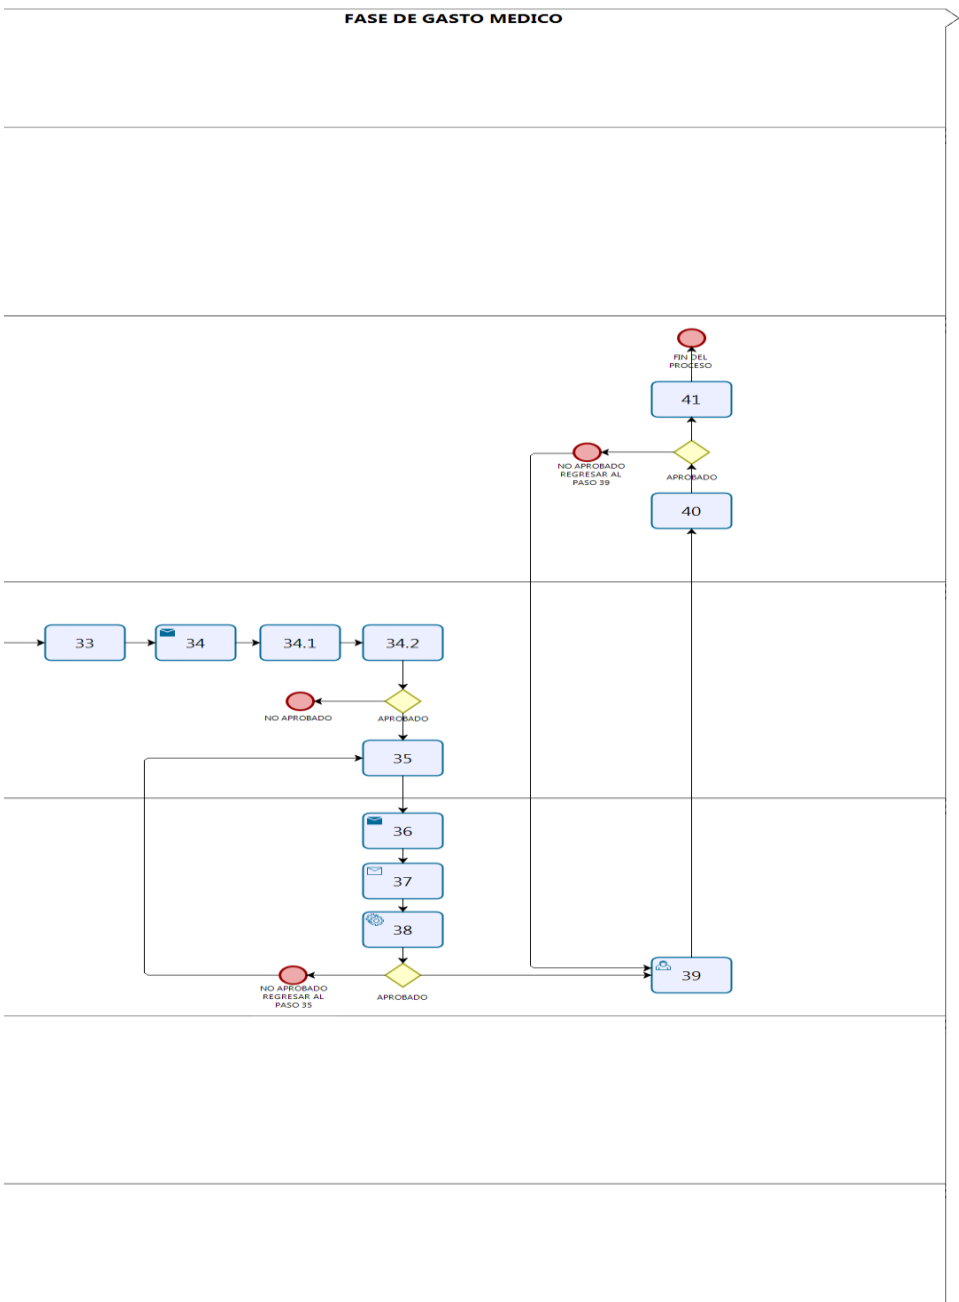 FASE DE GASTO MEDICO
FIN DEL
PROCESO
41
NO APROBADO
REGRESAR AL
PASO 39
APROBADO
40
33
34
34.1
34.2
NO APROBADO
APROBADO
35
36
37
38
39
NO APROBADO
REGRESAR AL
PASO 35
APROBADO